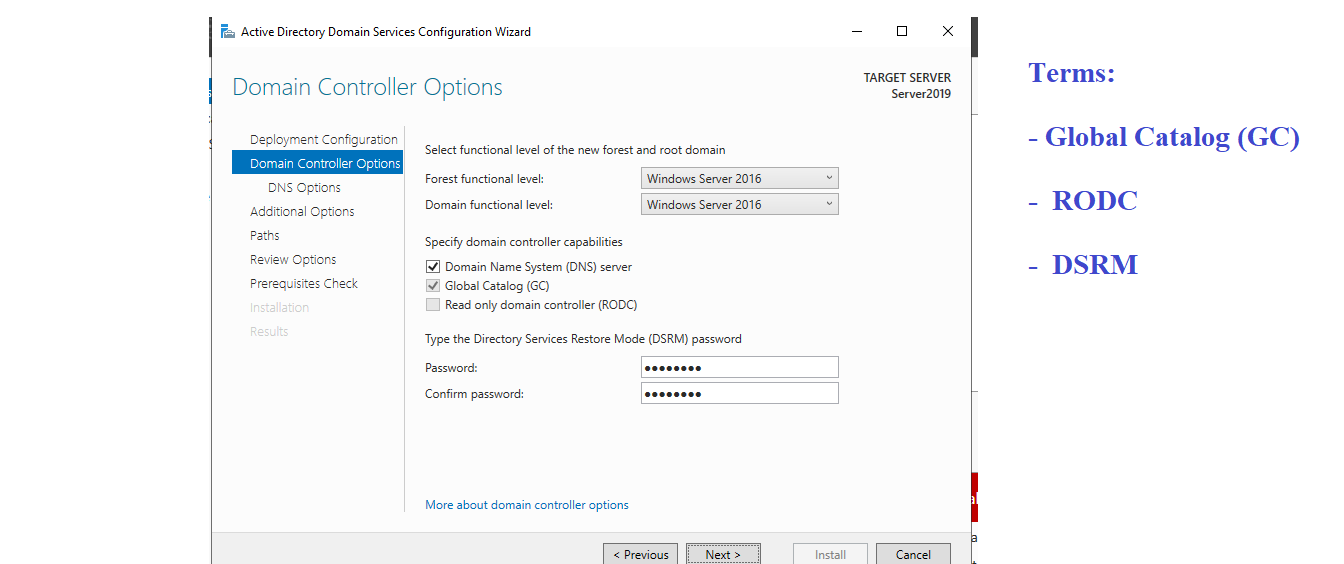 Active Directory Domain Services Configuration Wizard
Domain Controller Options
TARGET SERVER
Server2019
Deployment Configuration
Domain Controller Options
DNS Options
Additional Options
Paths
Review Options
Prerequisites Check
Installation
Results
Select functional level of the new forest and root domain
Forest functional level: Windows Server 2016
Domain functional level: Windows Server 2016
Specify domain controller capabilities
Domain Name System (DNS) server
Global Catalog (GC)
Read only domain controller (RODC)
Type the Directory Services Restore Mode (DSRM) password
Password: ●●●●●●●●
Confirm password: ●●●●●●●●
More about domain controller options
< Previous Next > Install Cancel
Terms:
- Global Catalog (GC)
- RODC
- DSRM